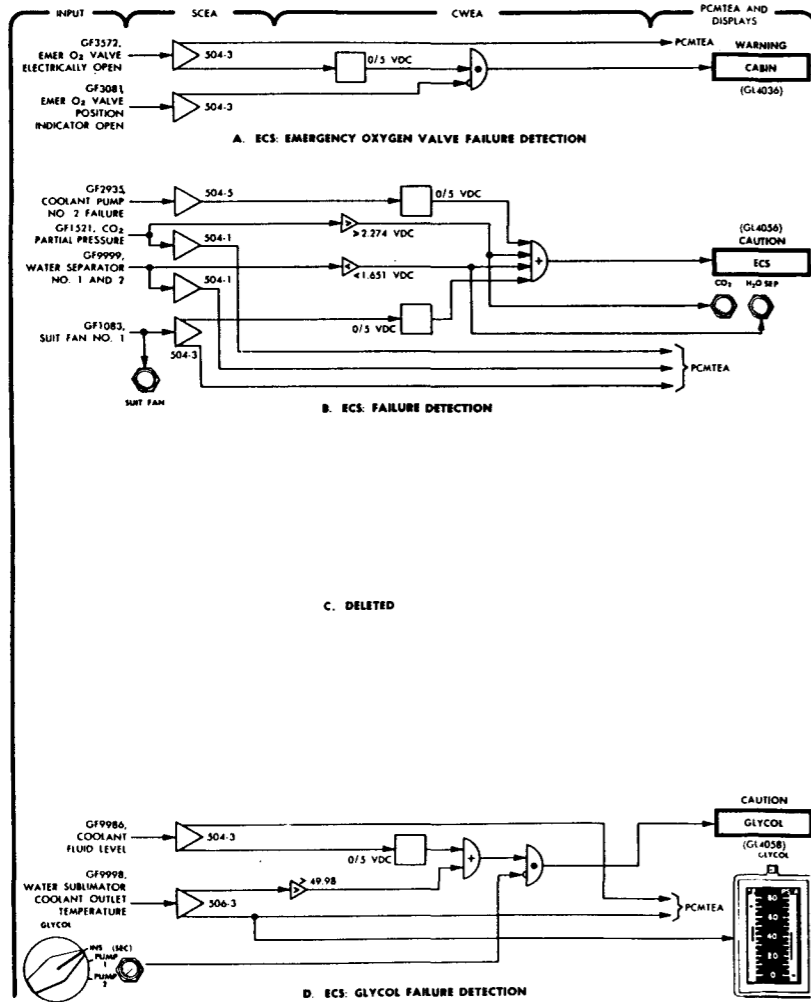 INPUT
SCEA
CWEA
PCMTEA AND
DISPLAYS
GF3572,
EMER O₂ VALVE
ELECTRICALLY OPEN
504-3
0/5 VDC
PCMTEA
WARNING
CABIN
(GL4036)
GF3081,
EMER O₂ VALVE
POSITION
INDICATOR OPEN
504-3
A. ECS: EMERGENCY OXYGEN VALVE FAILURE DETECTION
GF2935,
COOLANT PUMP
NO. 2 FAILURE
504-5
0/5 VDC
GF1521, CO₂
PARTIAL PRESSURE
504-1
>
>2.274 VDC
GF9999,
WATER SEPARATOR
NO. 1 AND 2
504-1
<
<1.651 VDC
+
(GL4056)
CAUTION
ECS
CO₂
H₂O SEP
GF1083,
SUIT FAN NO. 1
504-3
0/5 VDC
SUIT FAN
PCMTEA
B. ECS: FAILURE DETECTION
C. DELETED
GF9986,
COOLANT
FLUID LEVEL
504-3
0/5 VDC
+
CAUTION
GLYCOL
(GL4058)
GLYCOL
GF9998,
WATER SUBLIMATOR
COOLANT OUTLET
TEMPERATURE
506-3
>
> 49.98
PCMTEA
80
60
40
20
0
GLYCOL
INS (SEC)
PUMP
1
PUMP
2
D. ECS: GLYCOL FAILURE DETECTION